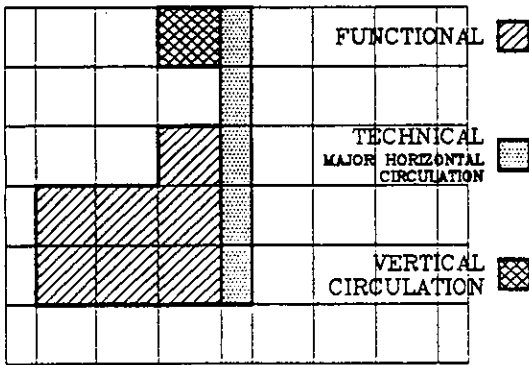 FUNCTIONAL
TECHNICAL
MAJOR HORIZONTAL
CIRCULATION
VERTICAL
CIRCULATION